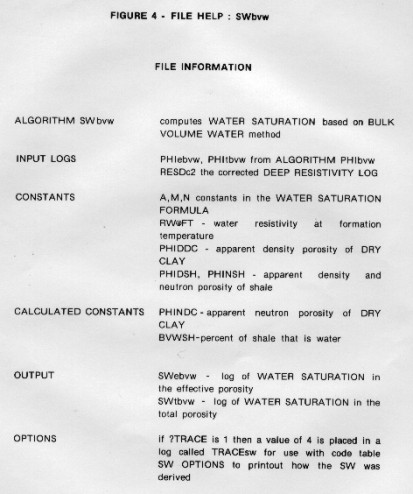 FIGURE 4 - FILE HELP : SWbvw
FILE INFORMATION
ALGORITHM SWbvw computes WATER SATURATION based on BULK
VOLUME WATER method
INPUT LOGS PHIebvw, PHItbvw from ALGORITHM PHIbvw
RESDc2 the corrected DEEP RESISTIVITY LOG
CONSTANTS A,M,N constants in the WATER SATURATION
FORMULA
RW@FT - water resistivity at formation
temperature
PHIDDC - apparent density porosity of DRY
CLAY
PHIDSH, PHINSH - apparent density and
neutron porosity of shale
CALCULATED CONSTANTS PHINDC - apparent neutron porosity of DRY
CLAY
BVWSH-percent of shale that is water
OUTPUT SWebvw - log of WATER SATURATION in
the effective porosity
SWtbvw - log of WATER SATURATION in the
total porosity
OPTIONS if ?TRACE is 1 then a value of 4 is placed in a
log called TRACEsw for use with code table
SW OPTIONS to printout how the SW was
derived